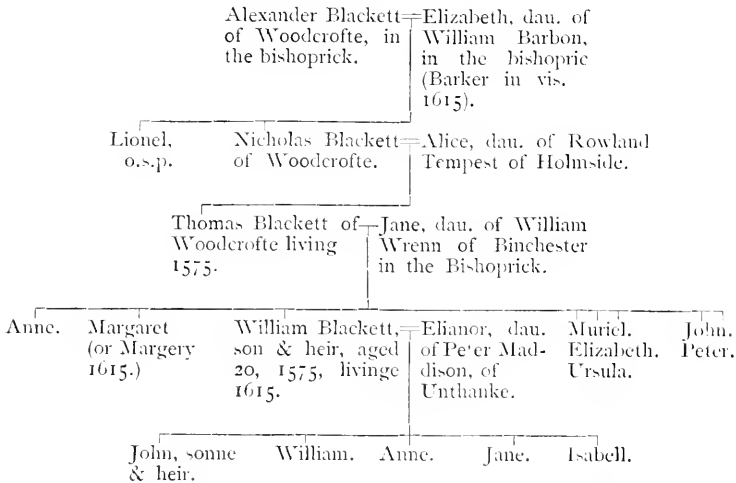 Alexander Blackett
of Woodcrofte, in
the bishoprick.
Elizabeth, dau. of
William Barbon,
in the bishopric
(Barker in vis.
1615).
Lionel,
o.s.p.
Nicholas Blackett
of Woodcrofte.
Alice, dau. of Rowland
Tempest of Holmside.
Thomas Blackett of
Woodcrofte living
1575.
Jane, dau. of William
Wrenn of Binchester
in the Bishoprick.
Anne.
Margaret
(or Margery
1615.)
William Blackett,
son & heir, aged
20, 1575, livinge
1615.
Elianor, dau.
of Peter Mad-
dison, of
Unthanke.
Muriel.
Elizabeth.
Ursula.
John.
Peter.
John, sonne
& heir.
William.
Anne.
Jane.
Isabell.